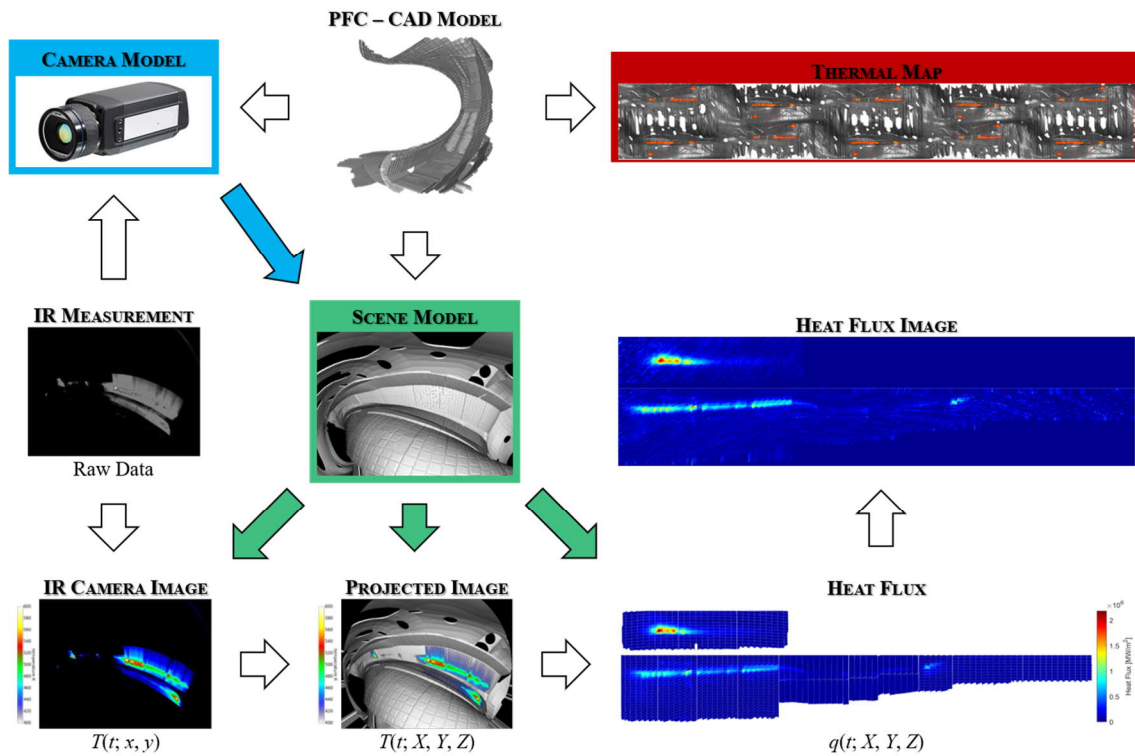 PFC – CAD MODEL
CAMERA MODEL
THERMAL MAP
IR MEASUREMENT
SCENE MODEL
HEAT FLUX IMAGE
Raw Data
IR CAMERA IMAGE
PROJECTED IMAGE
HEAT FLUX
×10⁶
2
1.5
1
0.5
0
Heat Flux [MW/m²]
T(t; x, y)
T(t; X, Y, Z)
q(t; X, Y, Z)